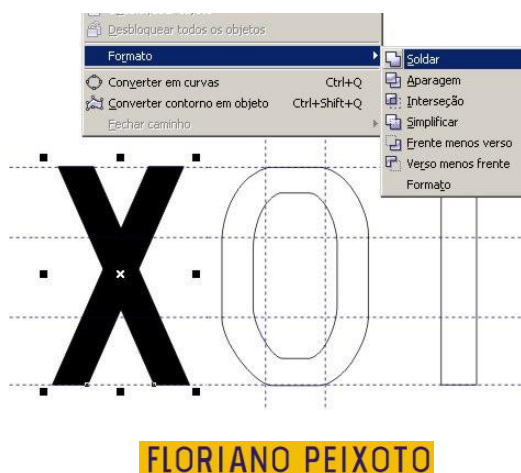 Desbloquear todos os objetos
Formato
Converter em curvas Ctrl+Q
Converter contorno em objeto Ctrl+Shift+Q
Fechar caminho
Soldar
Aparagem
Interseção
Simplificar
Frente menos verso
Verso menos frente
Formato
XOI
FLORIANO PEIXOTO